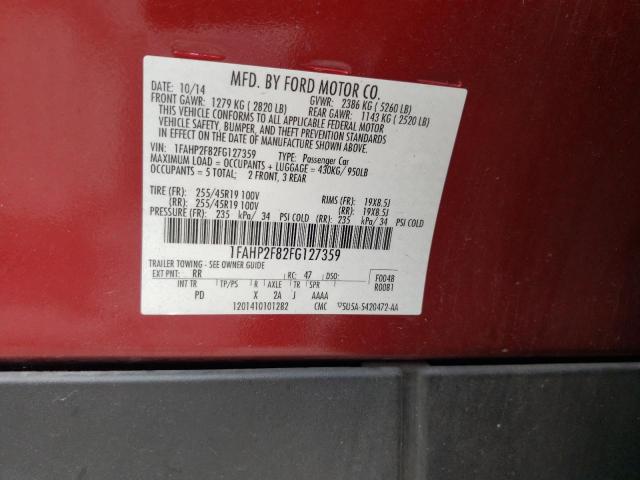 MFD. BY FORD MOTOR CO.
DATE: 10/14 GVWR: 2386 KG ( 5260 LB)
FRONT GAWR: 1279 KG ( 2820 LB) REAR GAWR: 1143 KG ( 2520 LB)
THIS VEHICLE CONFORMS TO ALL APPLICABLE FEDERAL MOTOR
VEHICLE SAFETY, BUMPER, AND THEFT PREVENTION STANDARDS
IN EFFECT ON THE DATE OF MANUFACTURE SHOWN ABOVE.
VIN: 1FAHP2F82FG127359 TYPE: Passenger Car
MAXIMUM LOAD = OCCUPANTS + LUGGAGE = 430KG/ 950LB
OCCUPANTS = 5 TOTAL; 2 FRONT, 3 REAR
TIRE (FR): 255/45R19 100V RIMS (FR): 19X8.5J
(RR): 255/45R19 100V (RR): 19X8.5J
PRESSURE (FR): 235 kPa/ 34 PSI COLD (RR): 235 kPa/ 34 PSI COLD
1FAHP2F82FG127359
TRAILER TOWING - SEE OWNER GUIDE
EXT PNT: RR RC: 47 DSO: F0048
R0081
INT TR TP/PS R AXLE TR SPR
PD X 2A J AAAA
1201410101282 CMC 5U5A-5420472-AA